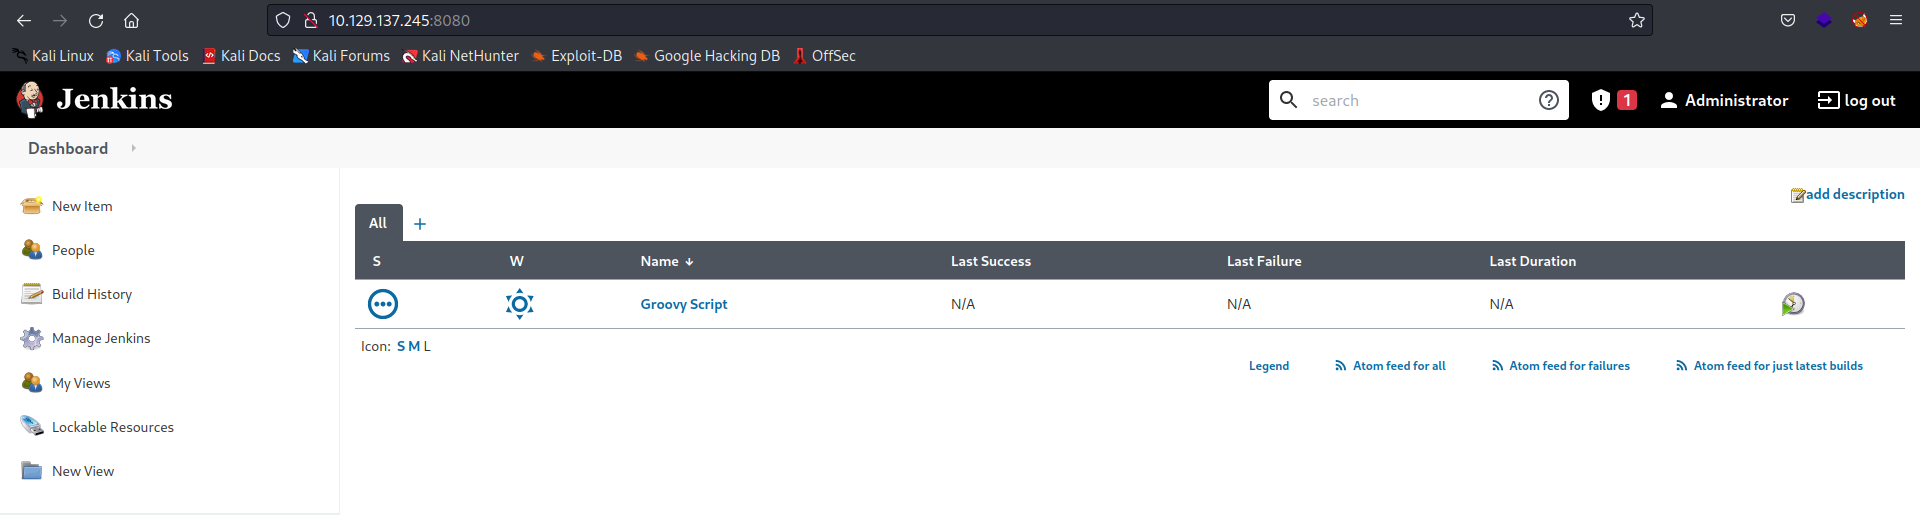 10.129.137.245:8080
Kali Linux Kali Tools Kali Docs Kali Forums Kali NetHunter Exploit-DB Google Hacking DB OffSec
Jenkins search 1 Administrator log out
Dashboard
New Item
People
Build History
Manage Jenkins
My Views
Lockable Resources
New View
add description
All +
S W Name ↓ Last Success Last Failure Last Duration
Groovy Script N/A N/A N/A
Icon: S M L
Legend Atom feed for all Atom feed for failures Atom feed for just latest builds